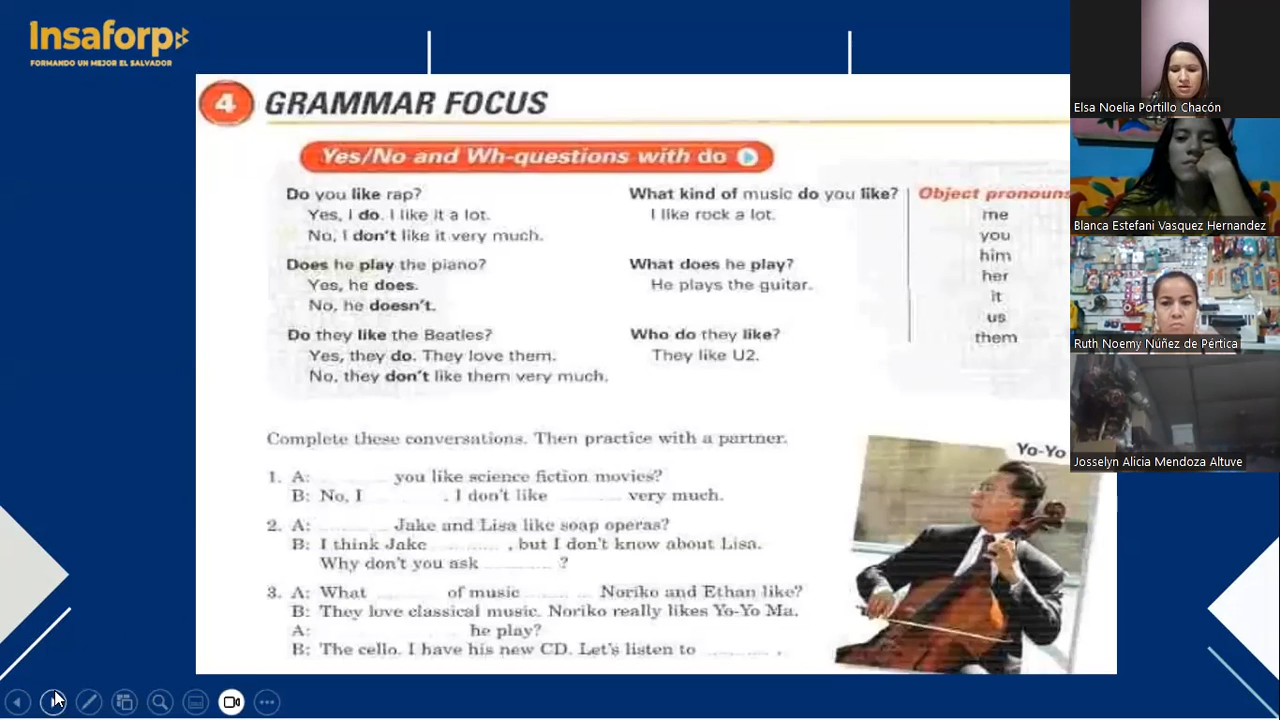 Insaforp
FORMANDO UN MEJOR EL SALVADOR
4 GRAMMAR FOCUS
Yes/No and Wh-questions with do
Do you like rap?
Yes, I do. I like it a lot.
No, I don't like it very much.
Does he play the piano?
Yes, he does.
No, he doesn't.
Do they like the Beatles?
Yes, they do. They love them.
No, they don't like them very much.
What kind of music do you like?
I like rock a lot.
What does he play?
He plays the guitar.
Who do they like?
They like U2.
Object pronouns
me
you
him
her
it
us
them
Complete these conversations. Then practice with a partner.
1. A: ........ you like science fiction movies?
B: No, I ........ . I don't like ........ very much.
2. A: ........ Jake and Lisa like soap operas?
B: I think Jake ........ , but I don't know about Lisa.
Why don't you ask ........ ?
3. A: What ........ of music ........ Noriko and Ethan like?
B: They love classical music. Noriko really likes Yo-Yo Ma.
A: ........ he play?
B: The cello. I have his new CD. Let's listen to ........ .
Yo-Yo
Elsa Noelia Portillo Chacón
Blanca Estefani Vasquez Hernandez
Ruth Noemy Núñez de Pértica
Josselyn Alicia Mendoza Altuve